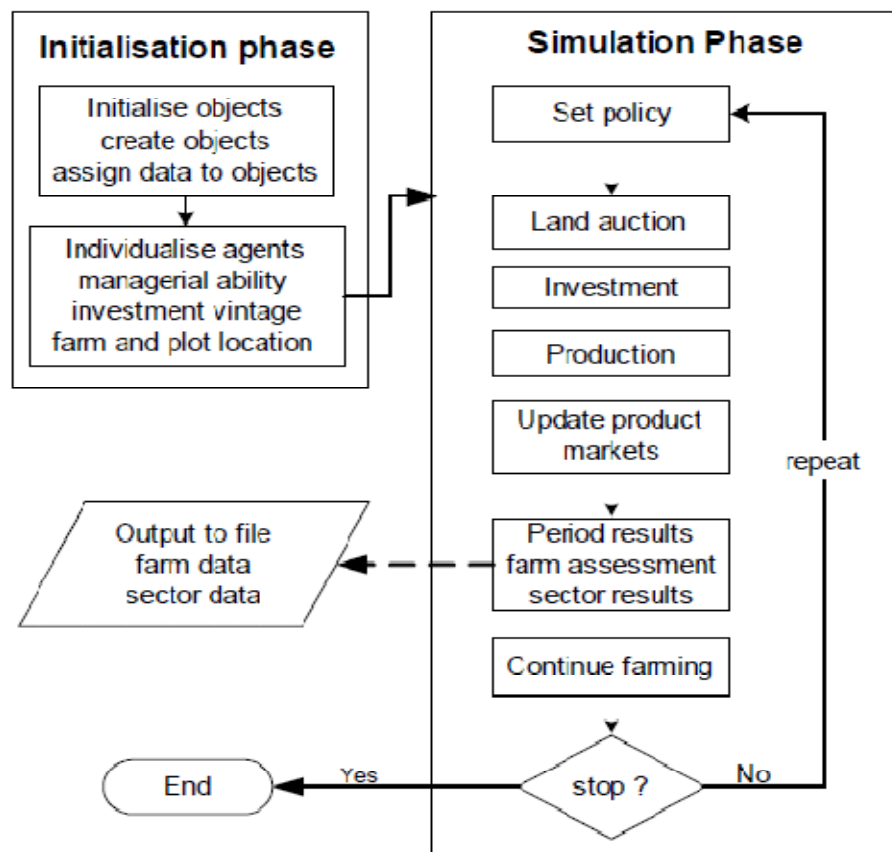 Initialisation phase
Initialise objects
create objects
assign data to objects
Individualise agents
managerial ability
investment vintage
farm and plot location
Simulation Phase
Set policy
Land auction
Investment
Production
Update product
markets
repeat
Period results
farm assessment
sector results
Output to file
farm data
sector data
Continue farming
stop ?
No
Yes
End